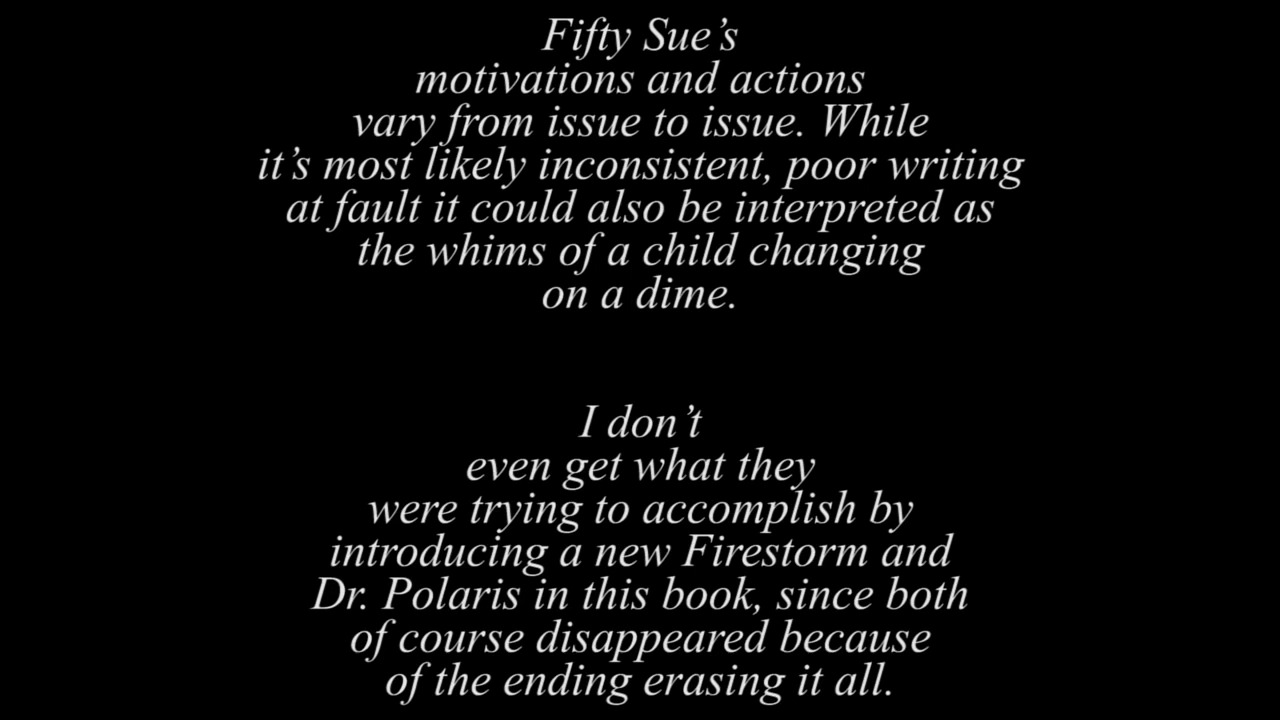 Fifty Sue’s
motivations and actions
vary from issue to issue. While
it’s most likely inconsistent, poor writing
at fault it could also be interpreted as
the whims of a child changing
on a dime.
I don’t
even get what they
were trying to accomplish by
introducing a new Firestorm and
Dr. Polaris in this book, since both
of course disappeared because
of the ending erasing it all.